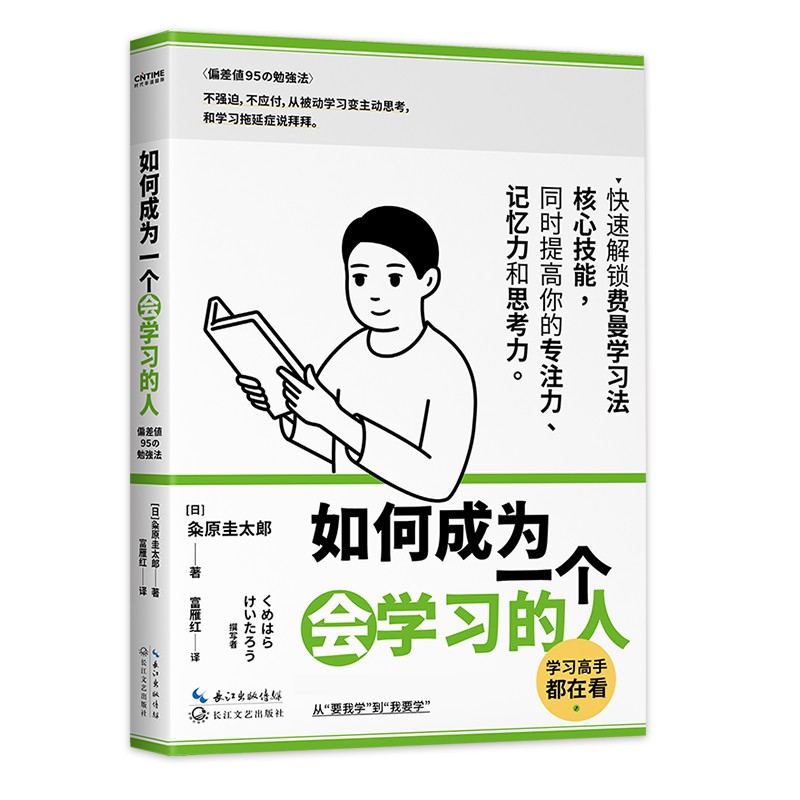 CNTIME
时代华语国际
如何成为一个会学习的人
偏差値
95の
勉強法
[日]粂原圭太郎——著
富雁红——译
长江出版传媒
长江文艺出版社
〈偏差値95の勉強法〉
不强迫,不应付,从被动学习变主动思考,
和学习拖延症说拜拜。
快速解锁费曼学习法
核心技能,
同时提高你的专注力、
记忆力和思考力。
[日]
粂原圭太郎
——著
くめはら
けいたろう
撰写者
富雁红——译
如何成为
一个
会学习的人
学习高手
都在看
长江出版传媒
长江文艺出版社
从“要我学”到“我要学”